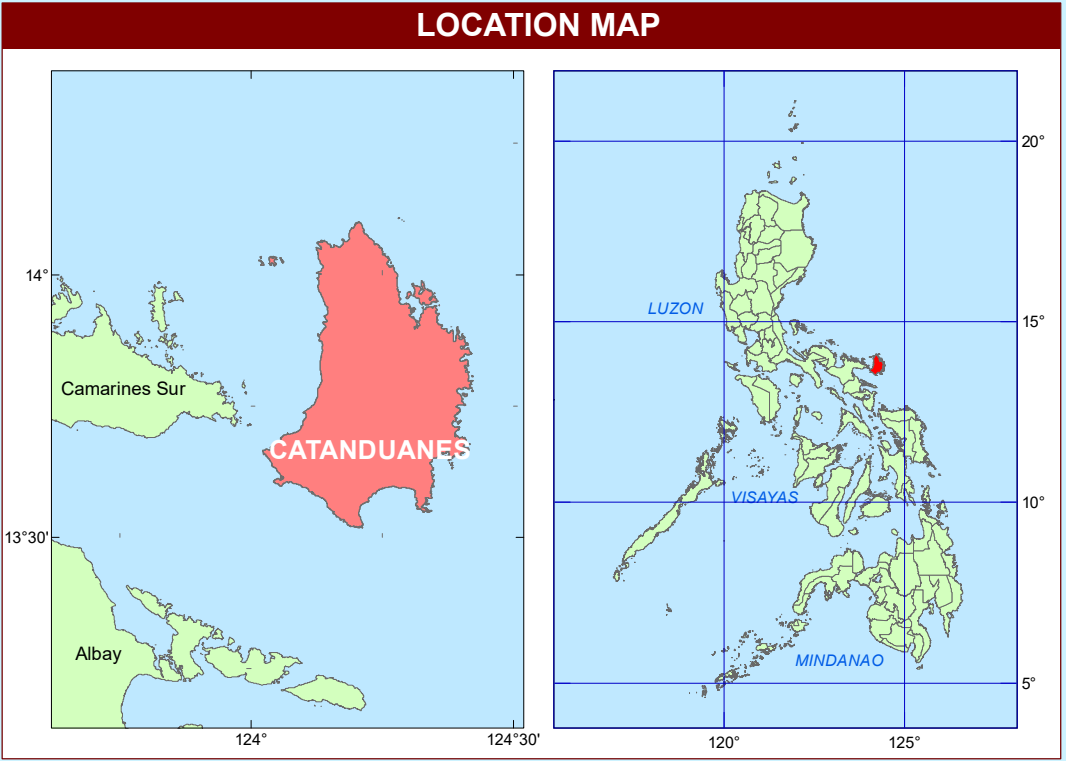 LOCATION MAP
14°
13°30'
Camarines Sur
CATANDUANES
Albay
124°
124°30'
20°
15°
10°
5°
LUZON
VISAYAS
MINDANAO
120°
125°